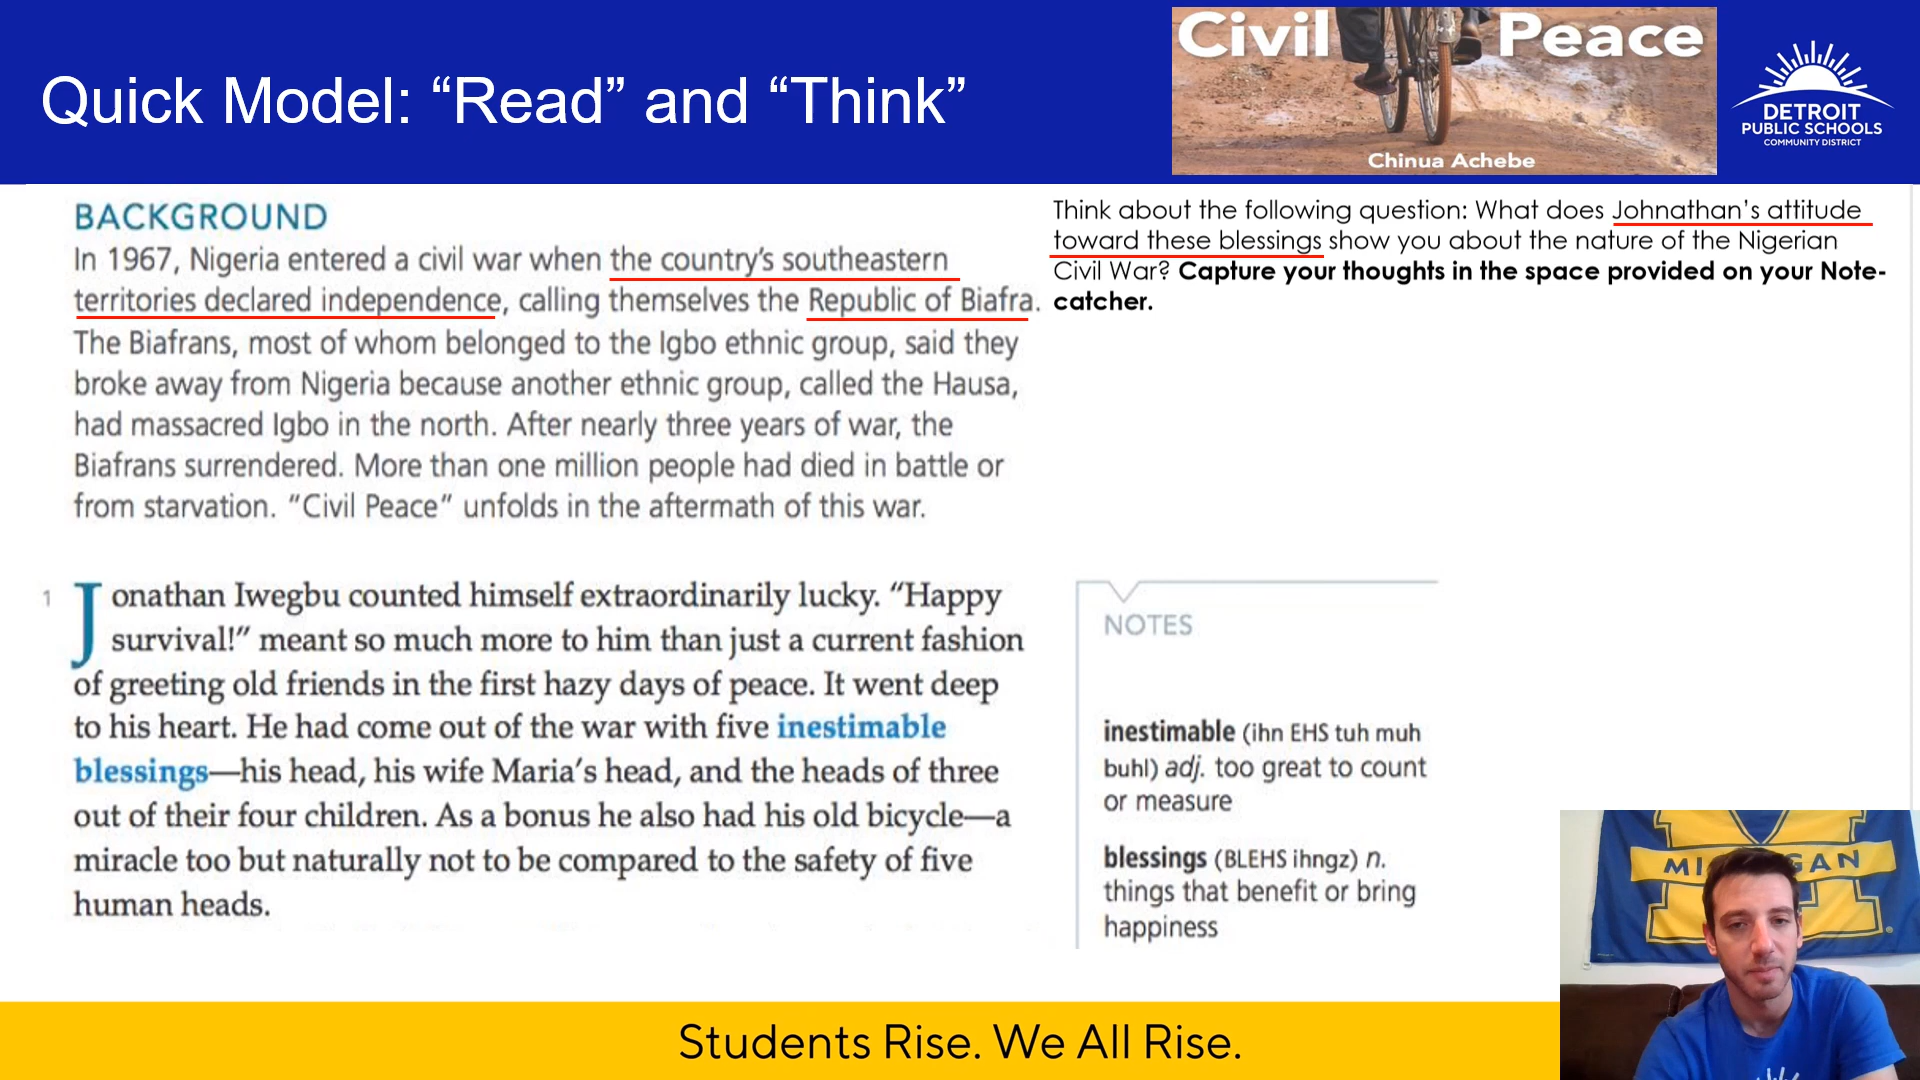 Quick Model: “Read” and “Think”
Civil Peace
Chinua Achebe
DETROIT
PUBLIC SCHOOLS
COMMUNITY DISTRICT
BACKGROUND
In 1967, Nigeria entered a civil war when the country’s southeastern
territories declared independence, calling themselves the Republic of Biafra.
The Biafrans, most of whom belonged to the Igbo ethnic group, said they
broke away from Nigeria because another ethnic group, called the Hausa,
had massacred Igbo in the north. After nearly three years of war, the
Biafrans surrendered. More than one million people had died in battle or
from starvation. “Civil Peace” unfolds in the aftermath of this war.
Think about the following question: What does Johnathan’s attitude
toward these blessings show you about the nature of the Nigerian
Civil War? Capture your thoughts in the space provided on your Note-
catcher.
1
Jonathan Iwegbu counted himself extraordinarily lucky. “Happy
survival!” meant so much more to him than just a current fashion
of greeting old friends in the first hazy days of peace. It went deep
to his heart. He had come out of the war with five inestimable
blessings—his head, his wife Maria’s head, and the heads of three
out of their four children. As a bonus he also had his old bicycle—a
miracle too but naturally not to be compared to the safety of five
human heads.
NOTES
inestimable (ihn EHS tuh muh
buhl) adj. too great to count
or measure
blessings (BLEHS ihngz) n.
things that benefit or bring
happiness
MI GAN
Students Rise. We All Rise.